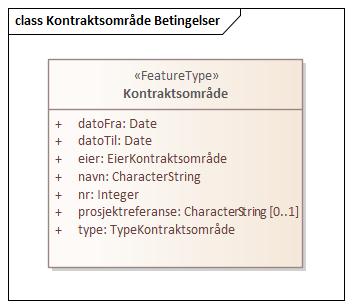 class Kontraktsområde Betingelser
«FeatureType»
Kontraktsområde
+ datoFra: Date
+ datoTil: Date
+ eier: EierKontraktsområde
+ navn: CharacterString
+ nr: Integer
+ prosjektreferanse: CharacterString [0..1]
+ type: TypeKontraktsområde